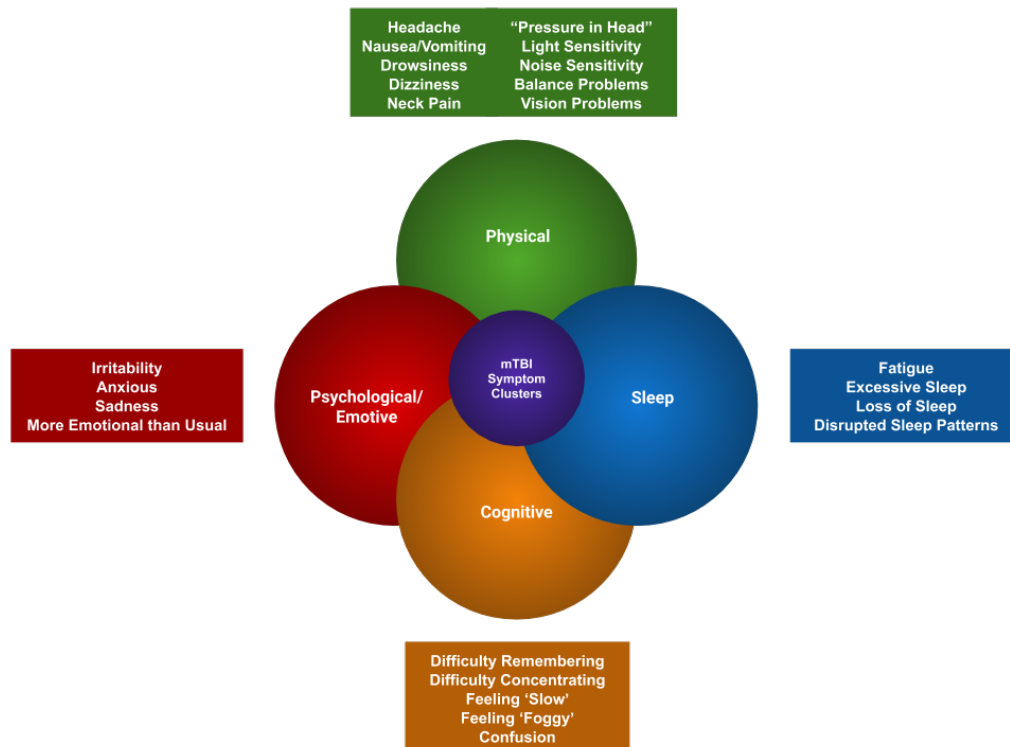 Headache
Nausea/Vomiting
Drowsiness
Dizziness
Neck Pain
“Pressure in Head”
Light Sensitivity
Noise Sensitivity
Balance Problems
Vision Problems
Physical
Irritability
Anxious
Sadness
More Emotional than Usual
Psychological/
Emotive
mTBI
Symptom
Clusters
Sleep
Fatigue
Excessive Sleep
Loss of Sleep
Disrupted Sleep Patterns
Cognitive
Difficulty Remembering
Difficulty Concentrating
Feeling ‘Slow’
Feeling ‘Foggy’
Confusion